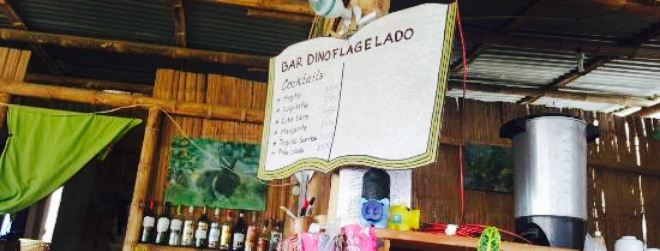 BAR DINOFLAGELADO
Cocktails
Mojito
Caipiriña
Cuba Libre
Margarita
Tequila Sunrise
Piña Colada